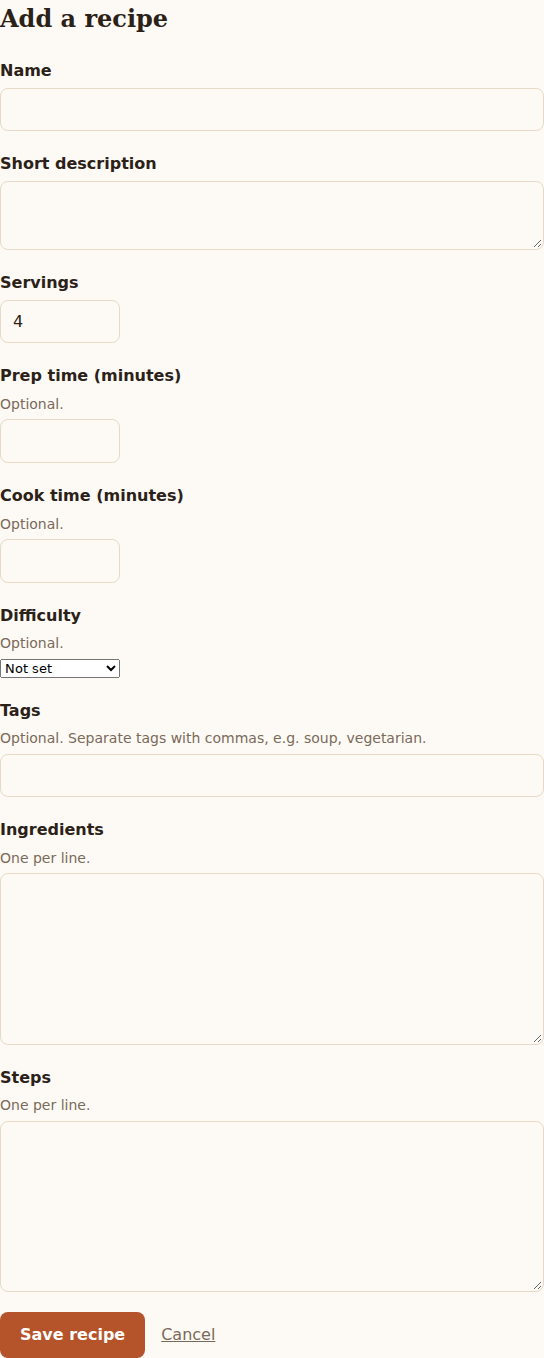 Add a recipe
Name
Short description
Servings
4
Prep time (minutes)
Optional.
Cook time (minutes)
Optional.
Difficulty
Optional.
Not set
Tags
Optional. Separate tags with commas, e.g. soup, vegetarian.
Ingredients
One per line.
Steps
One per line.
Save recipe Cancel